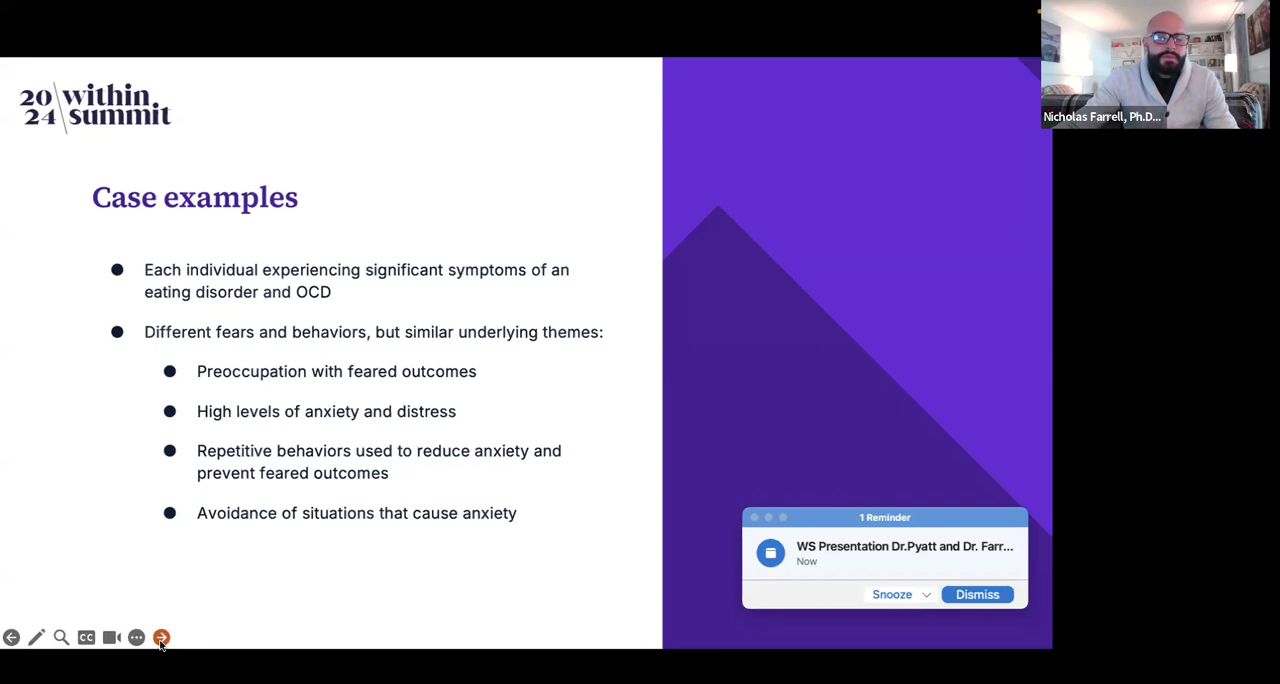 20 within
24 summit
Nicholas Farrell, Ph.D...
Case examples
Each individual experiencing significant symptoms of an
eating disorder and OCD
Different fears and behaviors, but similar underlying themes:
Preoccupation with feared outcomes
High levels of anxiety and distress
Repetitive behaviors used to reduce anxiety and
prevent feared outcomes
Avoidance of situations that cause anxiety
1 Reminder
WS Presentation Dr.Pyatt and Dr. Farr...
Now
Snooze
Dismiss
CC